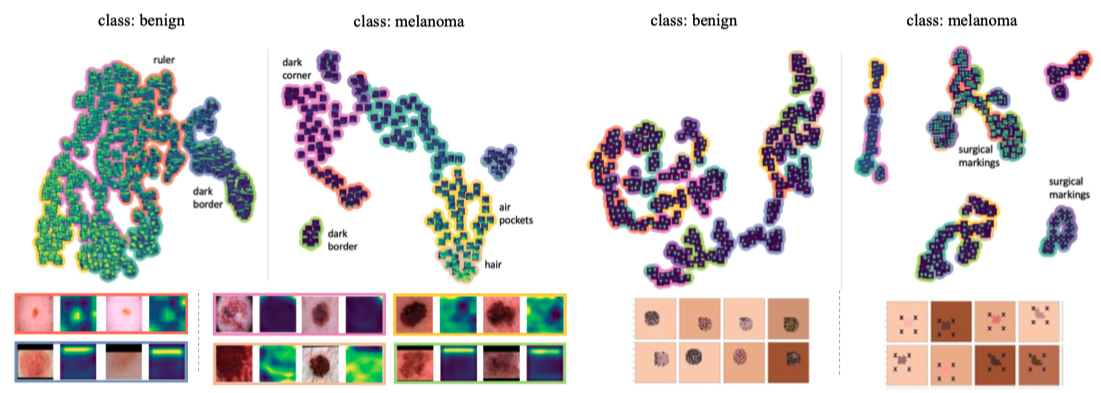 class: benign
class: melanoma
class: benign
class: melanoma
ruler
dark
border
dark
corner
dark
border
air
pockets
hair
surgical
markings
surgical
markings